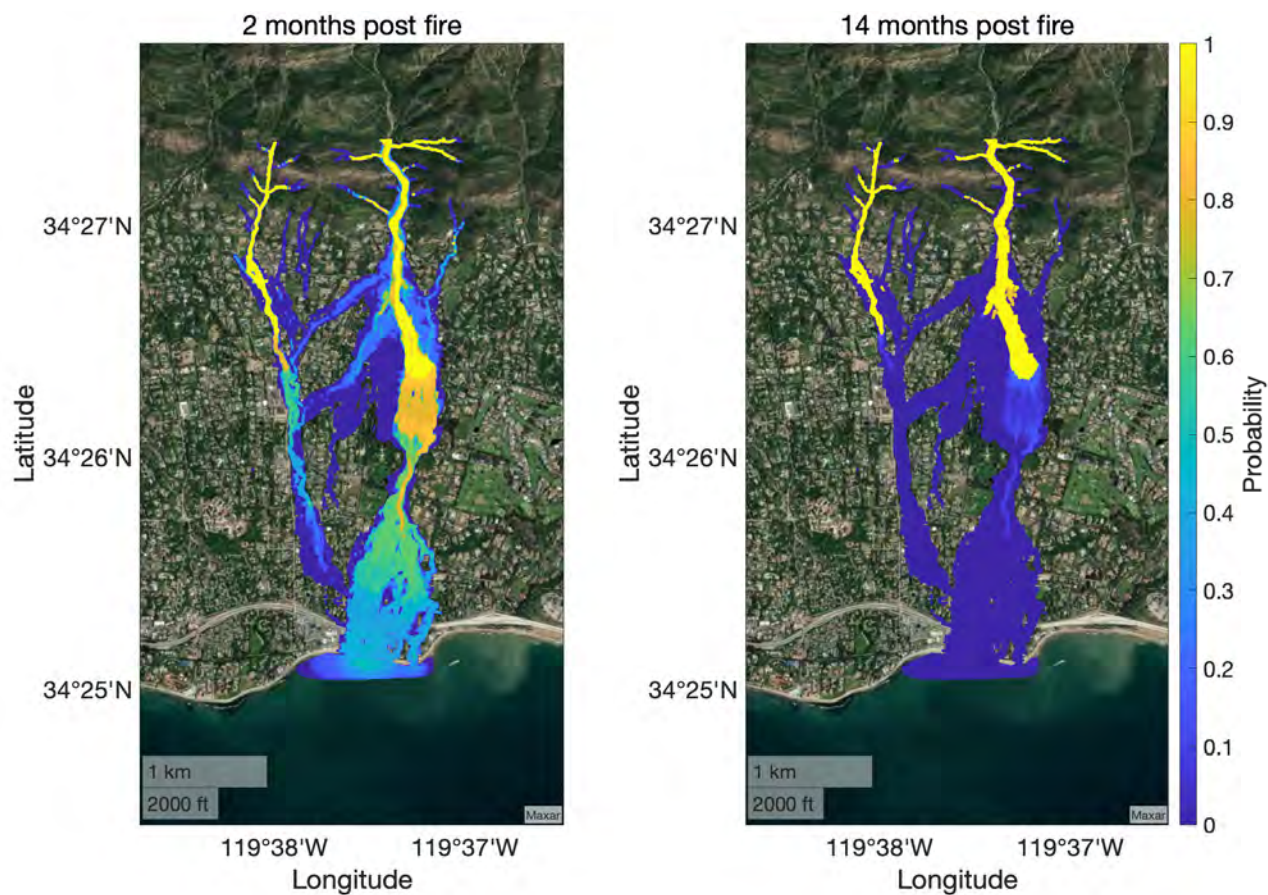 2 months post fire
14 months post fire
34°27'N
34°26'N
34°25'N
Latitude
1 km
2000 ft
Maxar
119°38'W
119°37'W
Longitude
34°27'N
34°26'N
34°25'N
Latitude
1 km
2000 ft
Maxar
119°38'W
119°37'W
Longitude
1
0.9
0.8
0.7
0.6
0.5
0.4
0.3
0.2
0.1
0
Probability